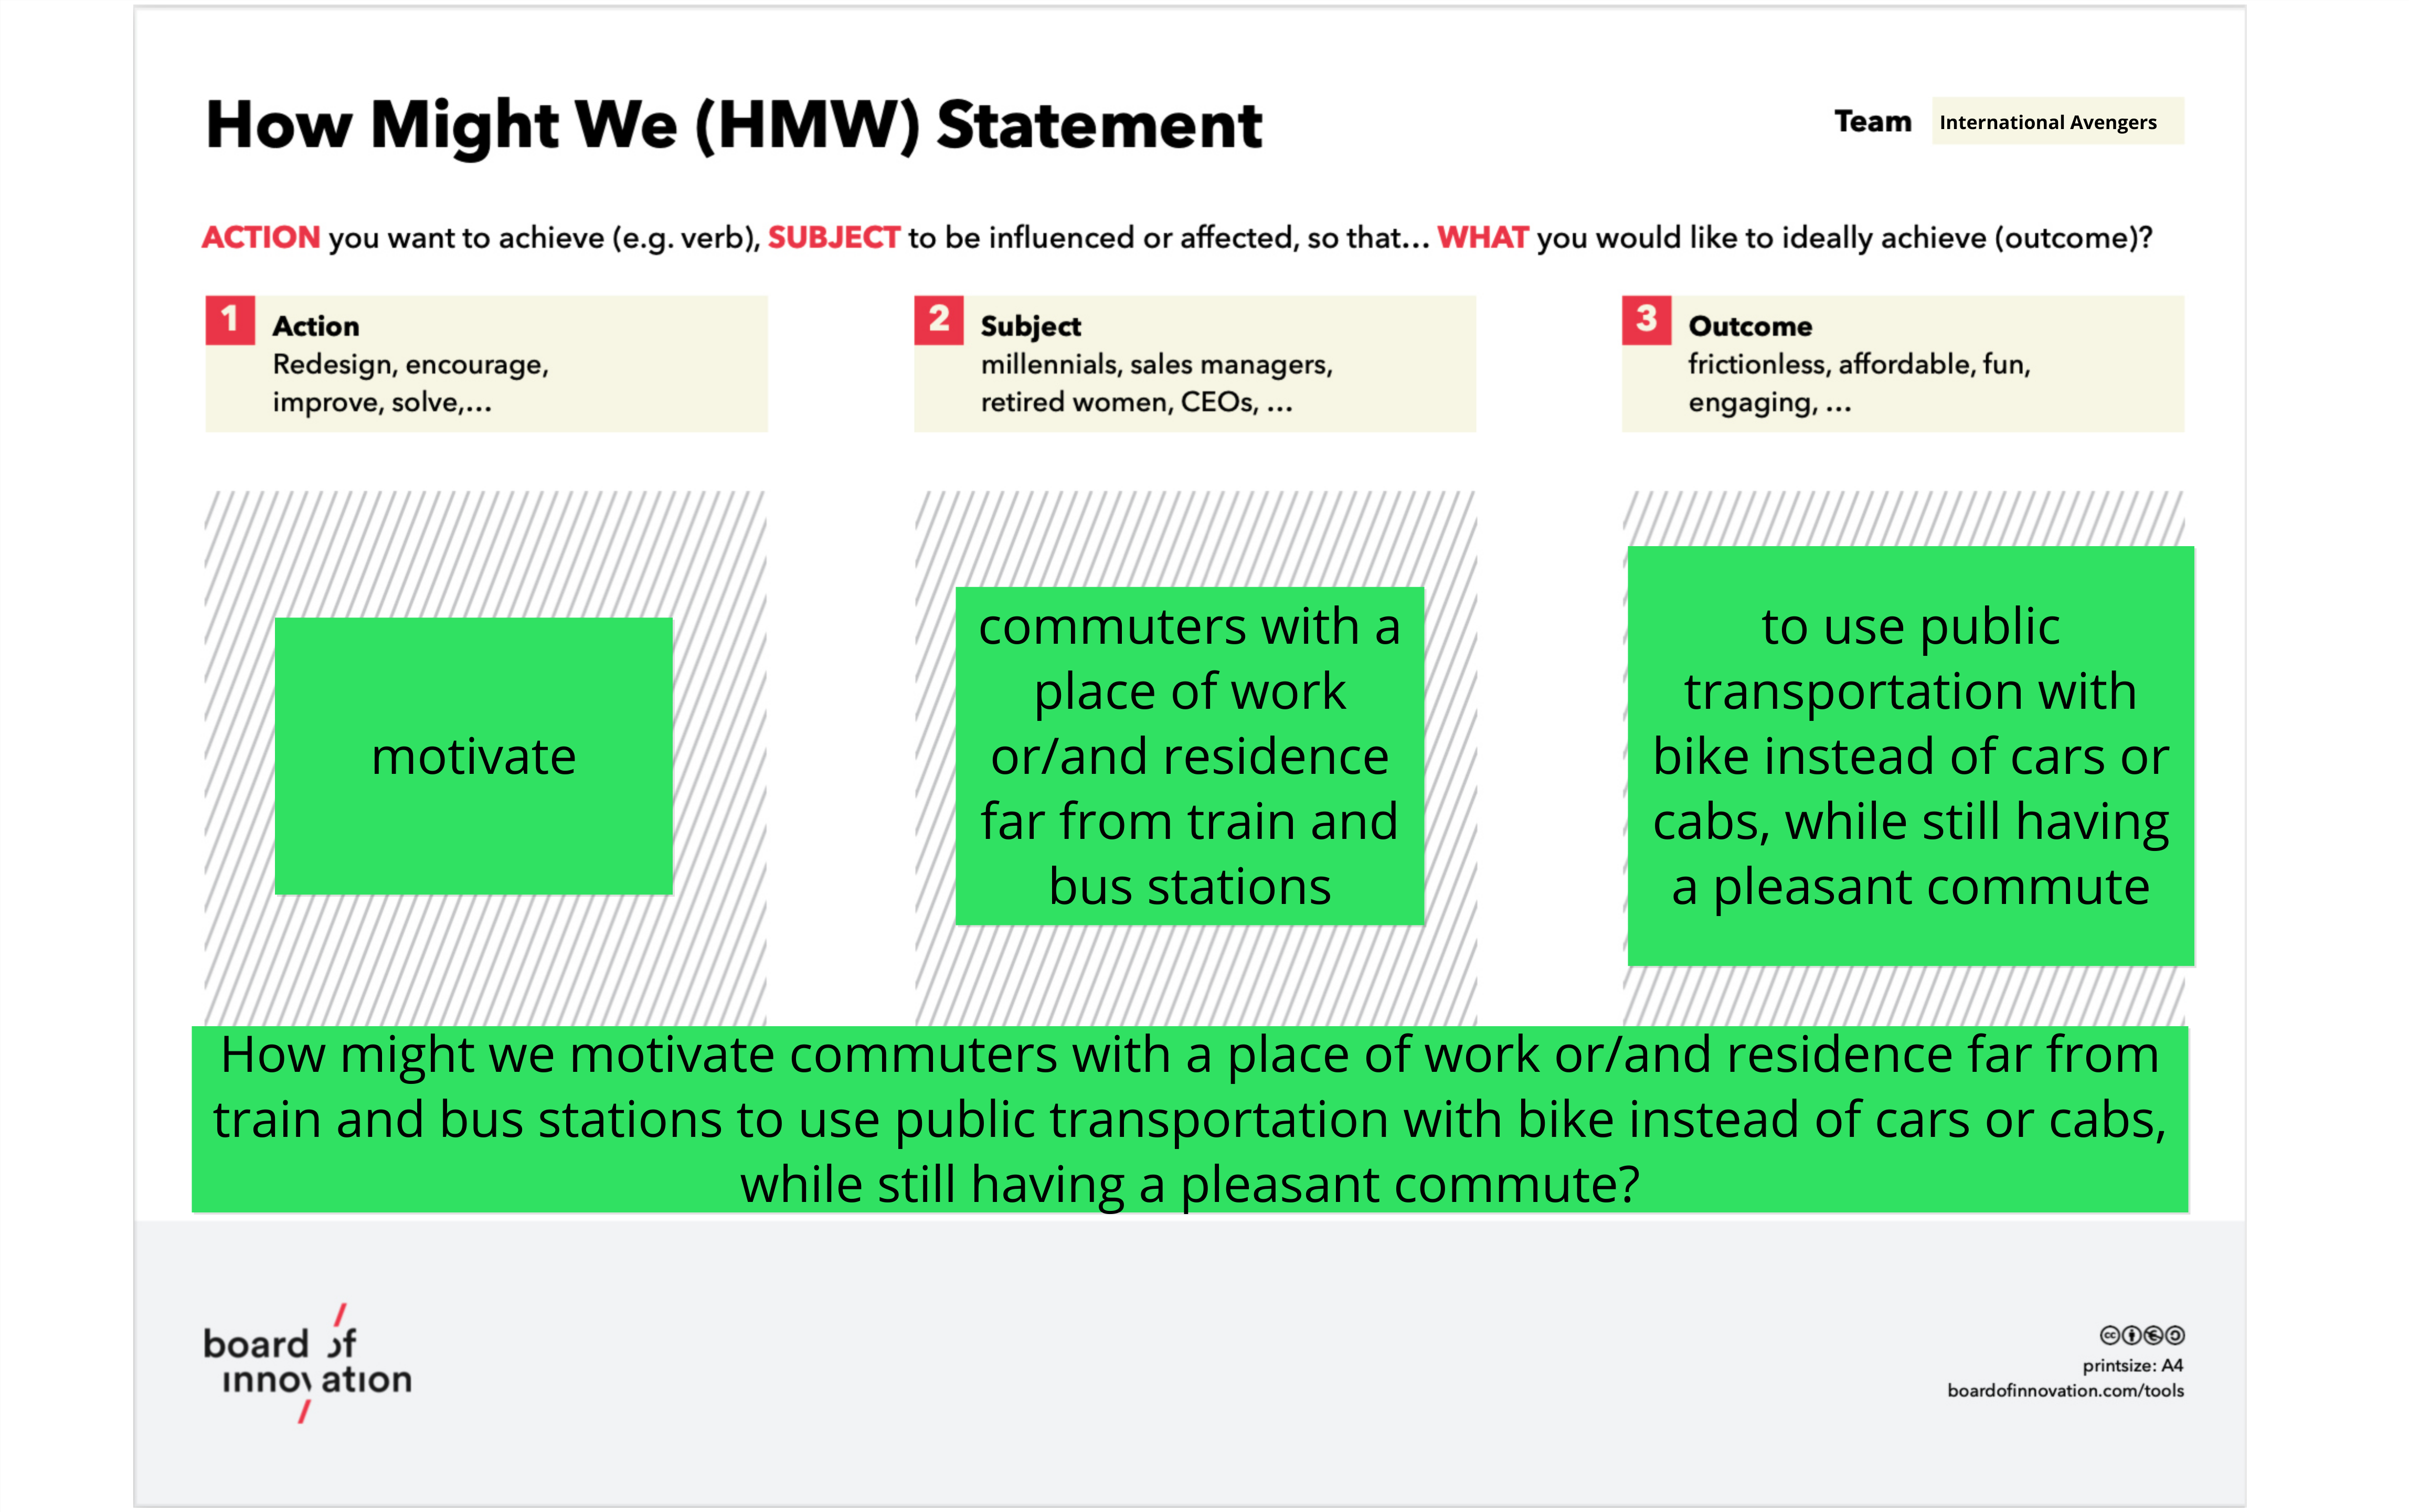 How Might We (HMW) Statement
Team International Avengers
ACTION you want to achieve (e.g. verb), SUBJECT to be influenced or affected, so that... WHAT you would like to ideally achieve (outcome)?
1 Action
Redesign, encourage,
improve, solve,...
2 Subject
millennials, sales managers,
retired women, CEOs, ...
3 Outcome
frictionless, affordable, fun,
engaging, ...
motivate
commuters with a
place of work
or/and residence
far from train and
bus stations
to use public
transportation with
bike instead of cars or
cabs, while still having
a pleasant commute
How might we motivate commuters with a place of work or/and residence far from
train and bus stations to use public transportation with bike instead of cars or cabs,
while still having a pleasant commute?
board of
innovation
printsize: A4
boardofinnovation.com/tools